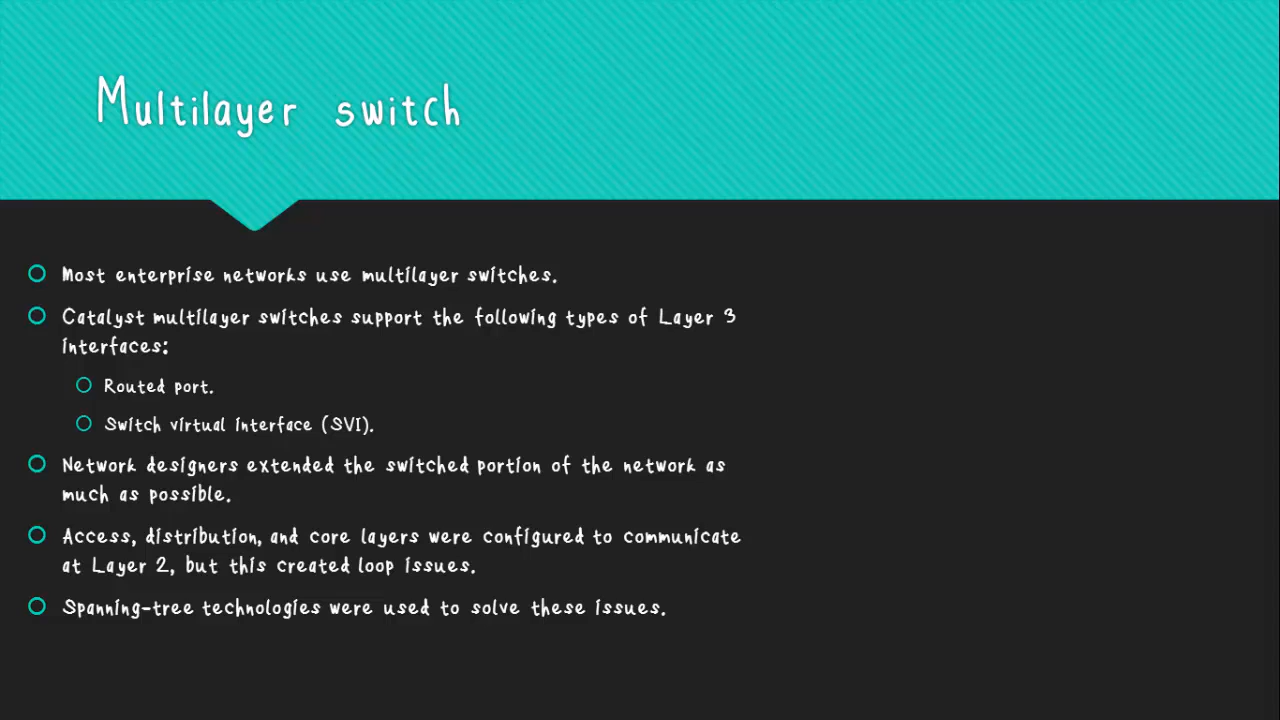 Multilayer switch
Most enterprise networks use multilayer switches.
Catalyst multilayer switches support the following types of Layer 3
interfaces:
Routed port.
Switch virtual interface (SVI).
Network designers extended the switched portion of the network as
much as possible.
Access, distribution, and core layers were configured to communicate
at Layer 2, but this created loop issues.
Spanning-tree technologies were used to solve these issues.